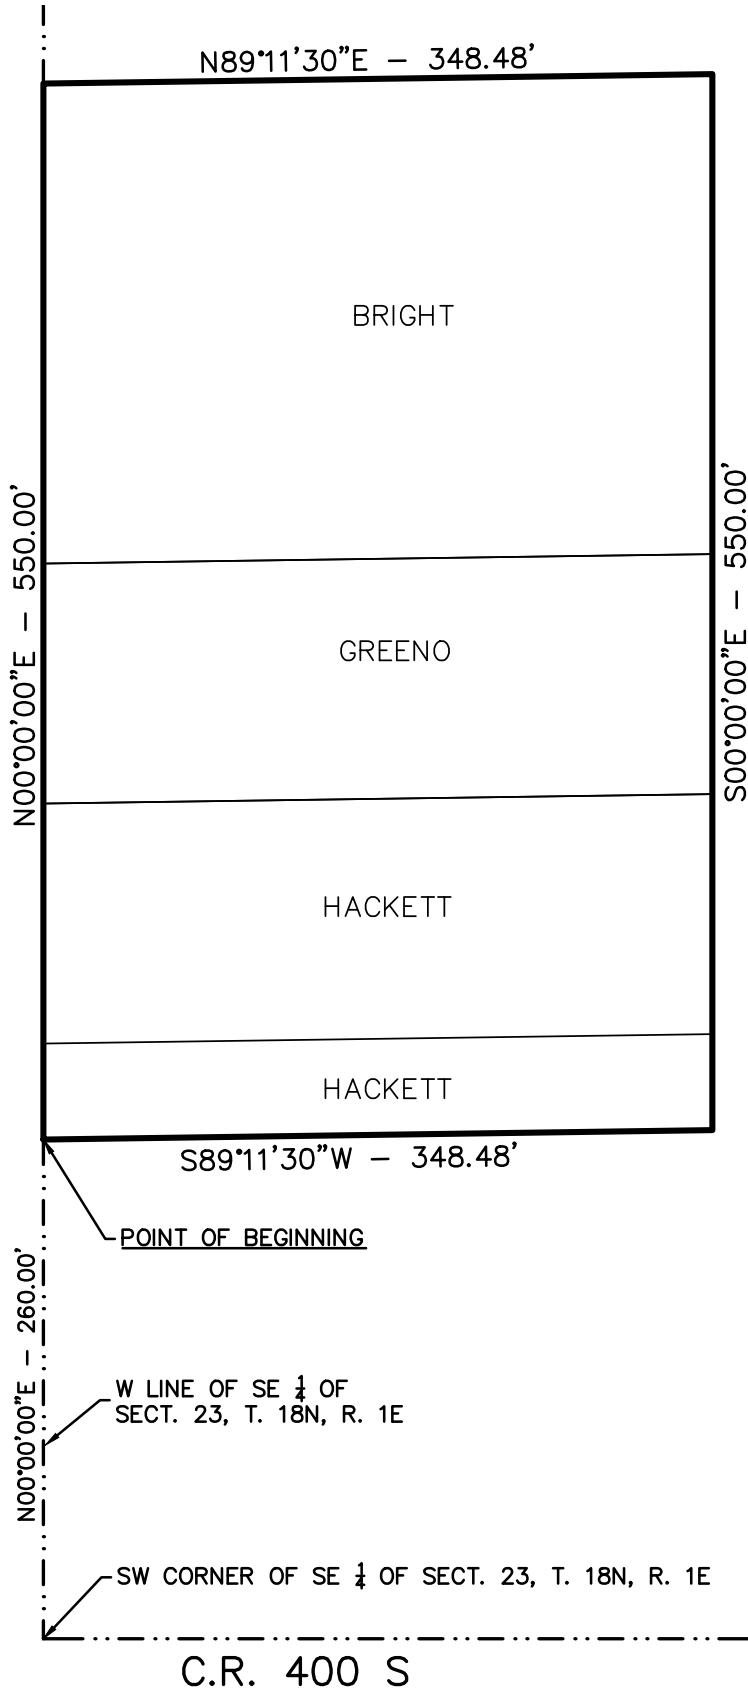 N89°11'30"E – 348.48'
BRIGHT
N00°00'00"E – 550.00'
S00°00'00"E – 550.00'
GREENO
HACKETT
HACKETT
S89°11'30"W – 348.48'
POINT OF BEGINNING
N00°00'00"E – 260.00'
W LINE OF SE 1/4 OF
SECT. 23, T. 18N, R. 1E
SW CORNER OF SE 1/4 OF SECT. 23, T. 18N, R. 1E
C.R. 400 S